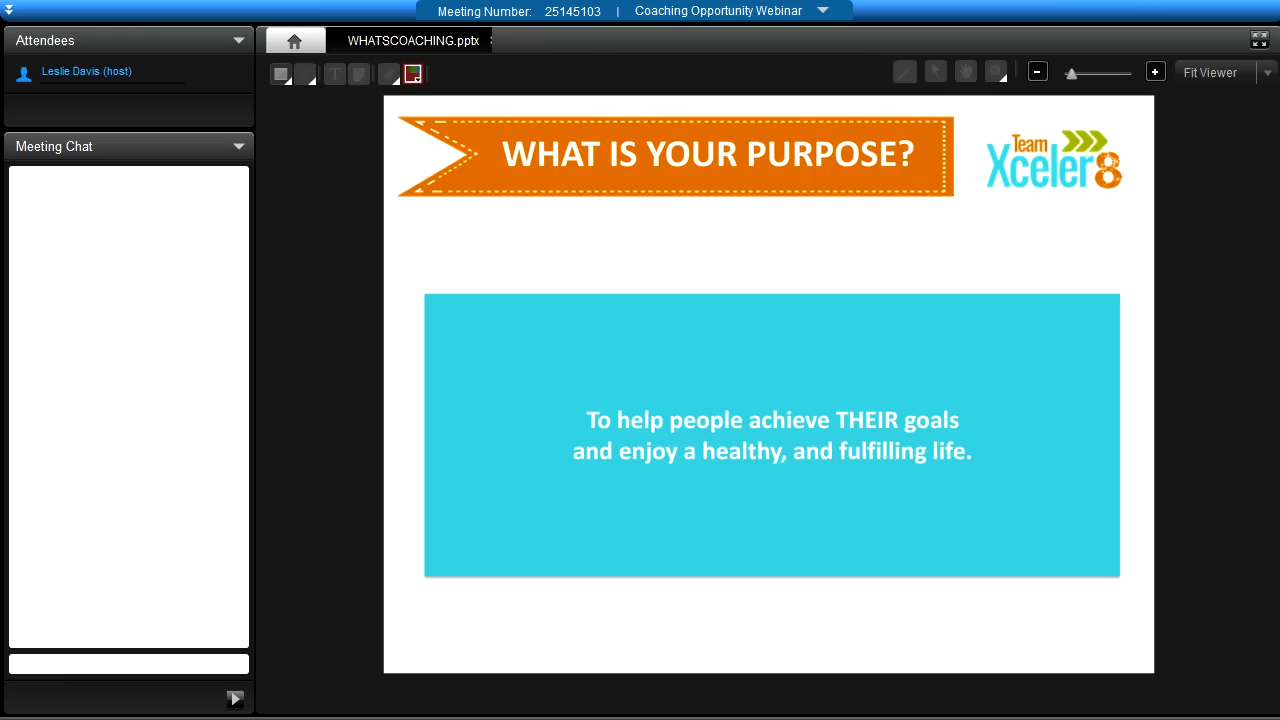 Meeting Number: 25145103 | Coaching Opportunity Webinar
Attendees
WHATSCOACHING.pptx
Leslie Davis (host)
T
Fit Viewer
Meeting Chat
WHAT IS YOUR PURPOSE?
Team
Xceler8
To help people achieve THEIR goals
and enjoy a healthy, and fulfilling life.